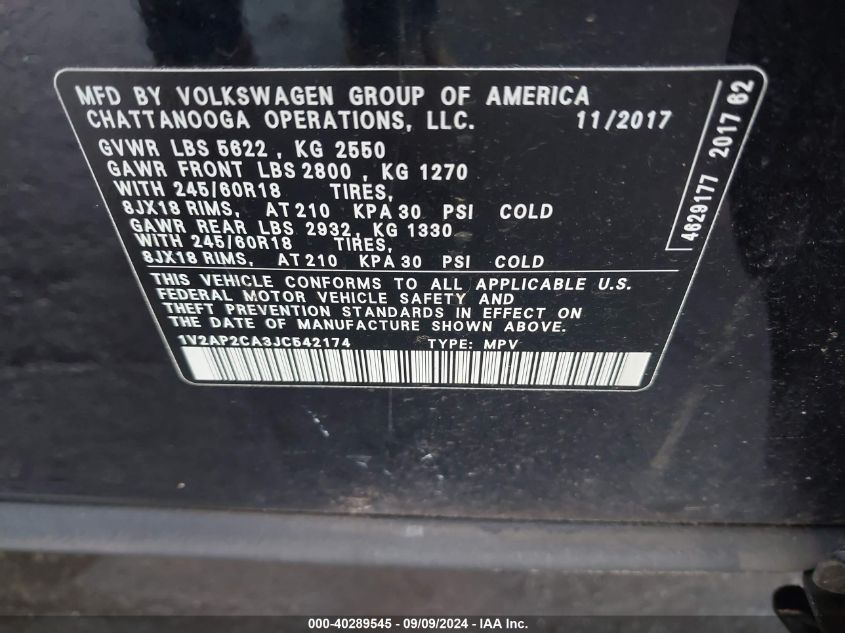 MFD BY VOLKSWAGEN GROUP OF AMERICA
CHATTANOOGA OPERATIONS, LLC. 11/2017
GVWR LBS 5622 , KG 2550
GAWR FRONT LBS 2800 , KG 1270
WITH 245/60R18 TIRES,
8JX18 RIMS, AT 210 KPA 30 PSI COLD
GAWR REAR LBS 2932, KG 1330
WITH 245/60R18 TIRES,
8JX18 RIMS, AT 210 KPA 30 PSI COLD
THIS VEHICLE CONFORMS TO ALL APPLICABLE U.S.
FEDERAL MOTOR VEHICLE SAFETY AND
THEFT PREVENTION STANDARDS IN EFFECT ON
THE DATE OF MANUFACTURE SHOWN ABOVE.
1V2AP2CA3JC542174 TYPE: MPV
4629177 2017 62
000-40289545 - 09/09/2024 - IAA Inc.